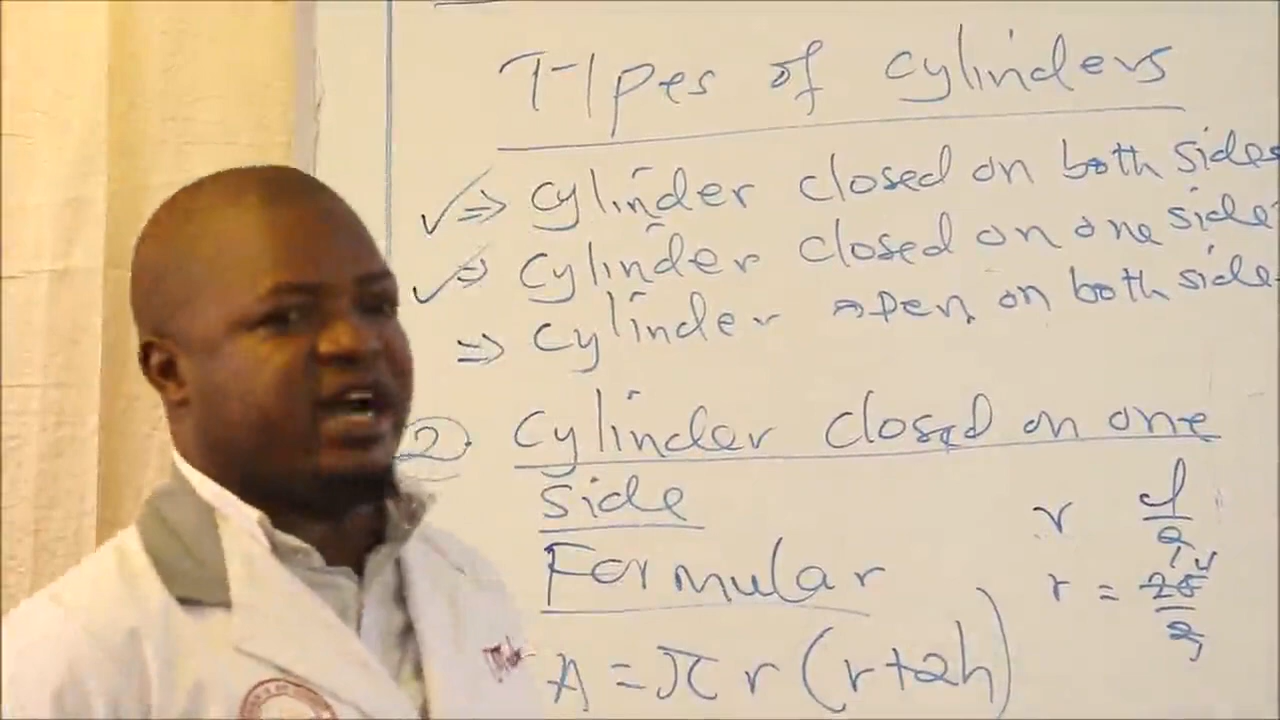 Types of cylinders
✓⇒ cylinder closed on both sides
✓⇒ cylinder closed on one side
⇒ cylinder open on both side
② cylinder closed on one
side
Formular
A = πr(r+2h)
r d/2
r = 28/2